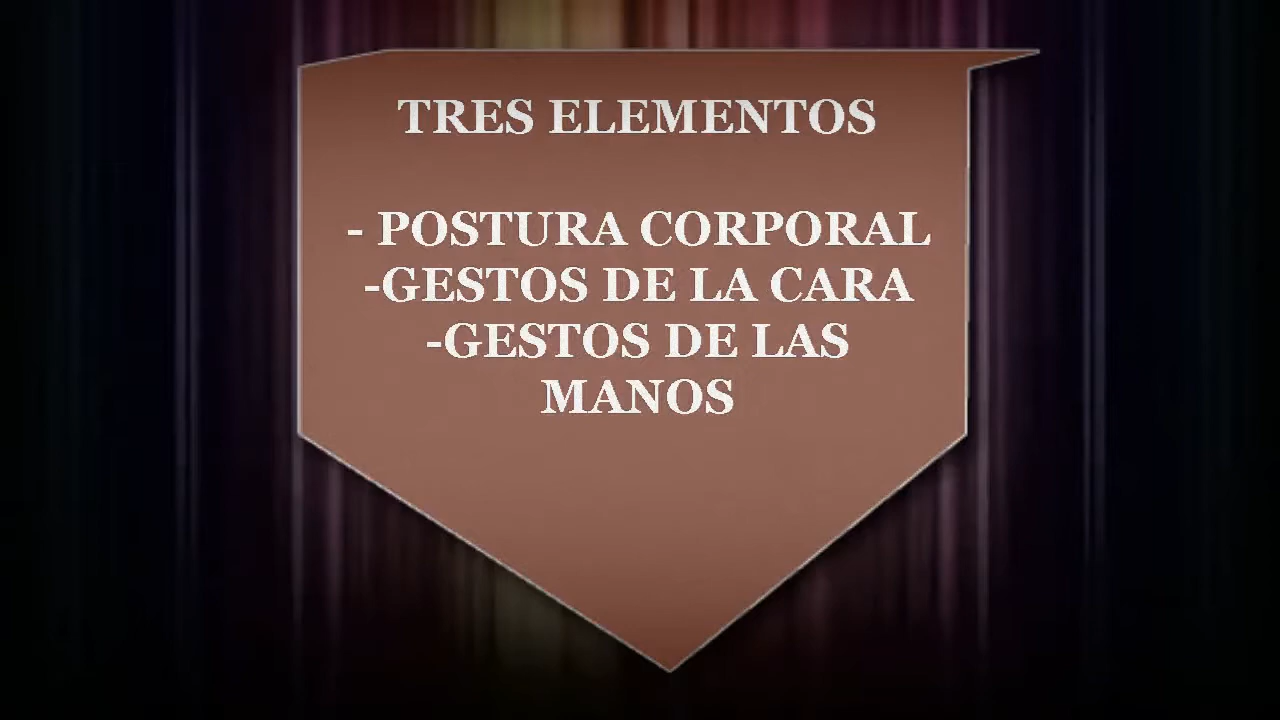 TRES ELEMENTOS
- POSTURA CORPORAL
-GESTOS DE LA CARA
-GESTOS DE LAS
MANOS